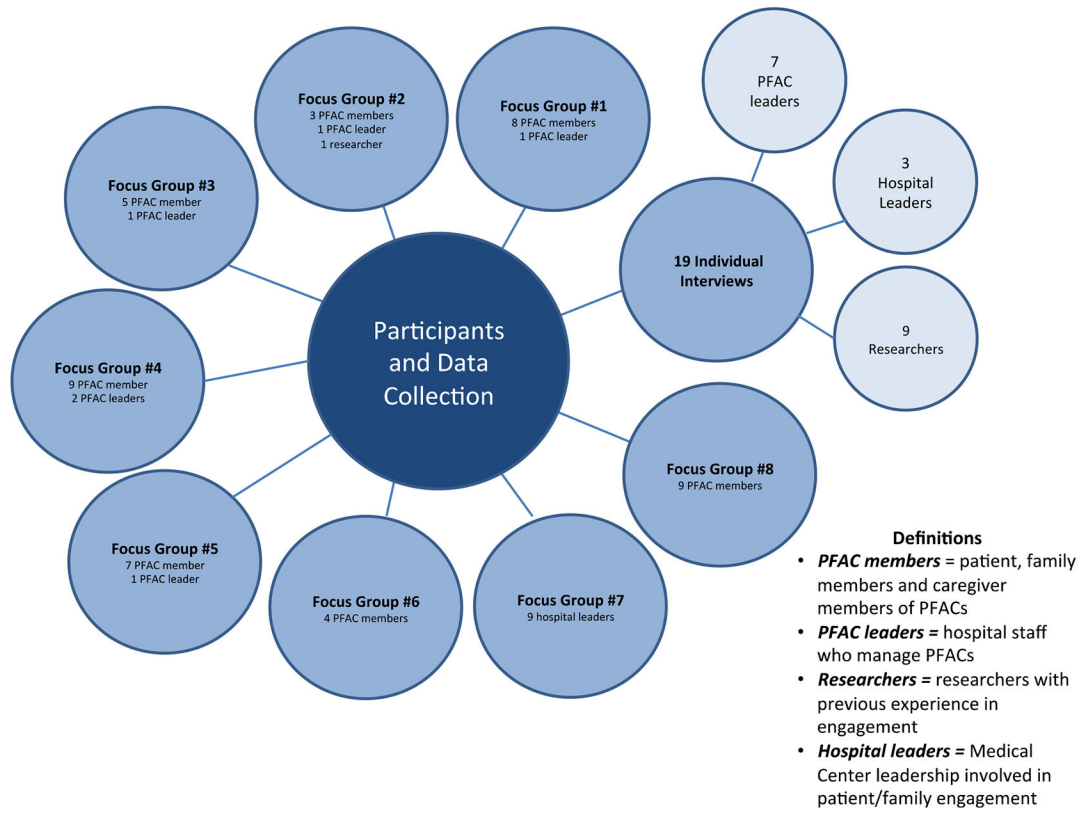 Participants
and Data
Collection
Focus Group #1
8 PFAC members
1 PFAC leader
Focus Group #2
3 PFAC members
1 PFAC leader
1 researcher
Focus Group #3
5 PFAC member
1 PFAC leader
Focus Group #4
9 PFAC member
2 PFAC leaders
Focus Group #5
7 PFAC member
1 PFAC leader
Focus Group #6
4 PFAC members
Focus Group #7
9 hospital leaders
Focus Group #8
9 PFAC members
19 Individual
Interviews
7
PFAC
leaders
3
Hospital
Leaders
9
Researchers
Definitions
• PFAC members = patient, family
members and caregiver
members of PFACs
• PFAC leaders = hospital staff
who manage PFACs
• Researchers = researchers with
previous experience in
engagement
• Hospital leaders = Medical
Center leadership involved in
patient/family engagement